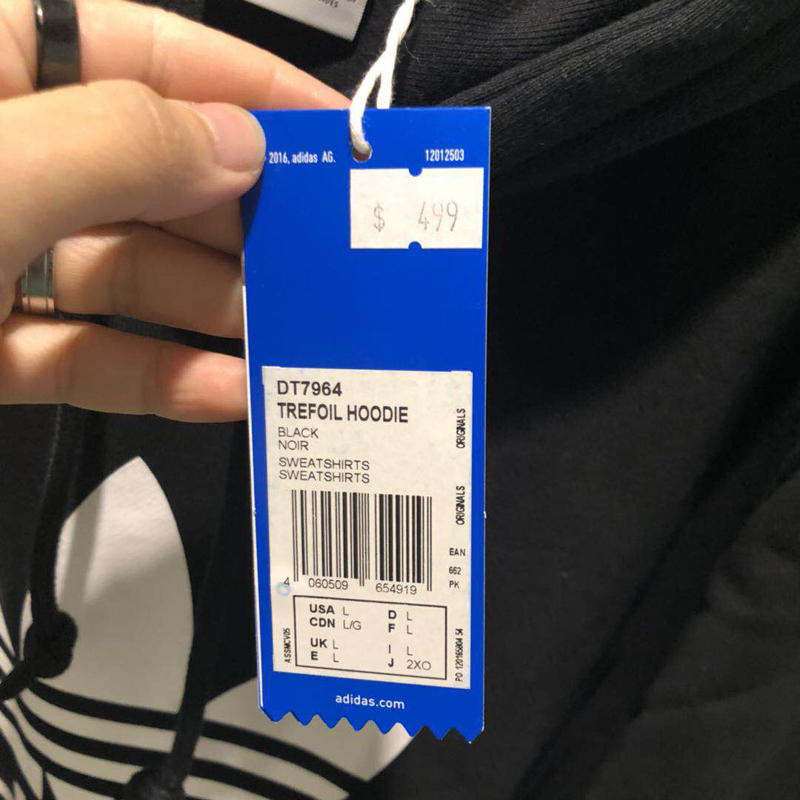 2016, adidas AG. 12012503
$ 499
DT7964
TREFOIL HOODIE
BLACK
NOIR
SWEATSHIRTS
SWEATSHIRTS
ORIGINALS
ORIGINALS
EAN
662
PK
4 060509 654919
USA L D L
CDN L/G F L
UK L I L
E L J 2XO
adidas.com